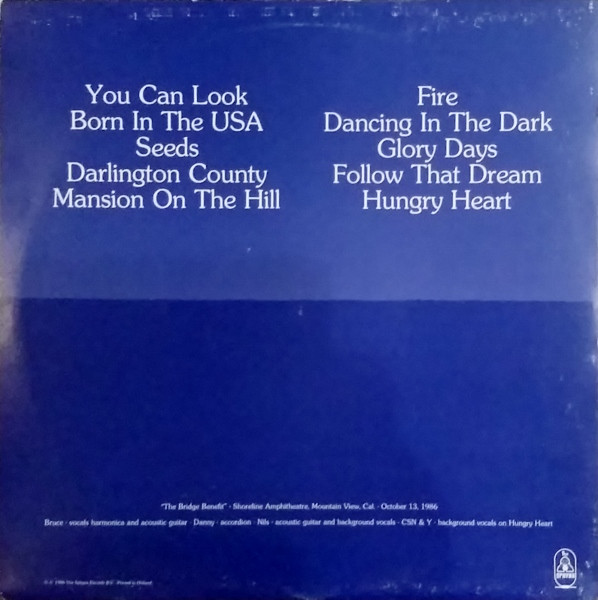 You Can Look
Born In The USA
Seeds
Darlington County
Mansion On The Hill
Fire
Dancing In The Dark
Glory Days
Follow That Dream
Hungry Heart
"The Bridge Benefit" · Shoreline Amphitheatre, Mountain View, Cal. · October 13, 1986
Bruce · vocals harmonica and acoustic guitar · Danny · accordion · Nils · acoustic guitar and background vocals · CSN & Y · background vocals on Hungry Heart
1986